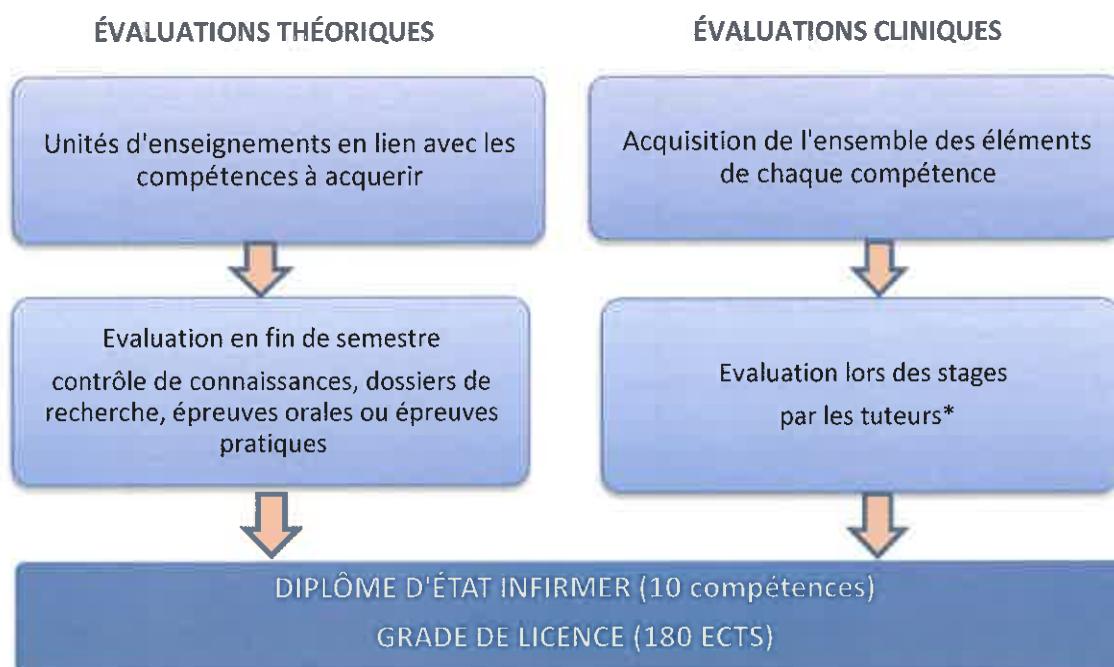 ÉVALUATIONS THÉORIQUES
Unités d'enseignements en lien avec les
compétences à acquerir
Evaluation en fin de semestre
contrôle de connaissances, dossiers de
recherche, épreuves orales ou épreuves
pratiques
ÉVALUATIONS CLINIQUES
Acquisition de l'ensemble des éléments
de chaque compétence
Evaluation lors des stages
par les tuteurs*
DIPLÔME D'ÉTAT INFIRMER (10 compétences)
GRADE DE LICENCE (180 ECTS)